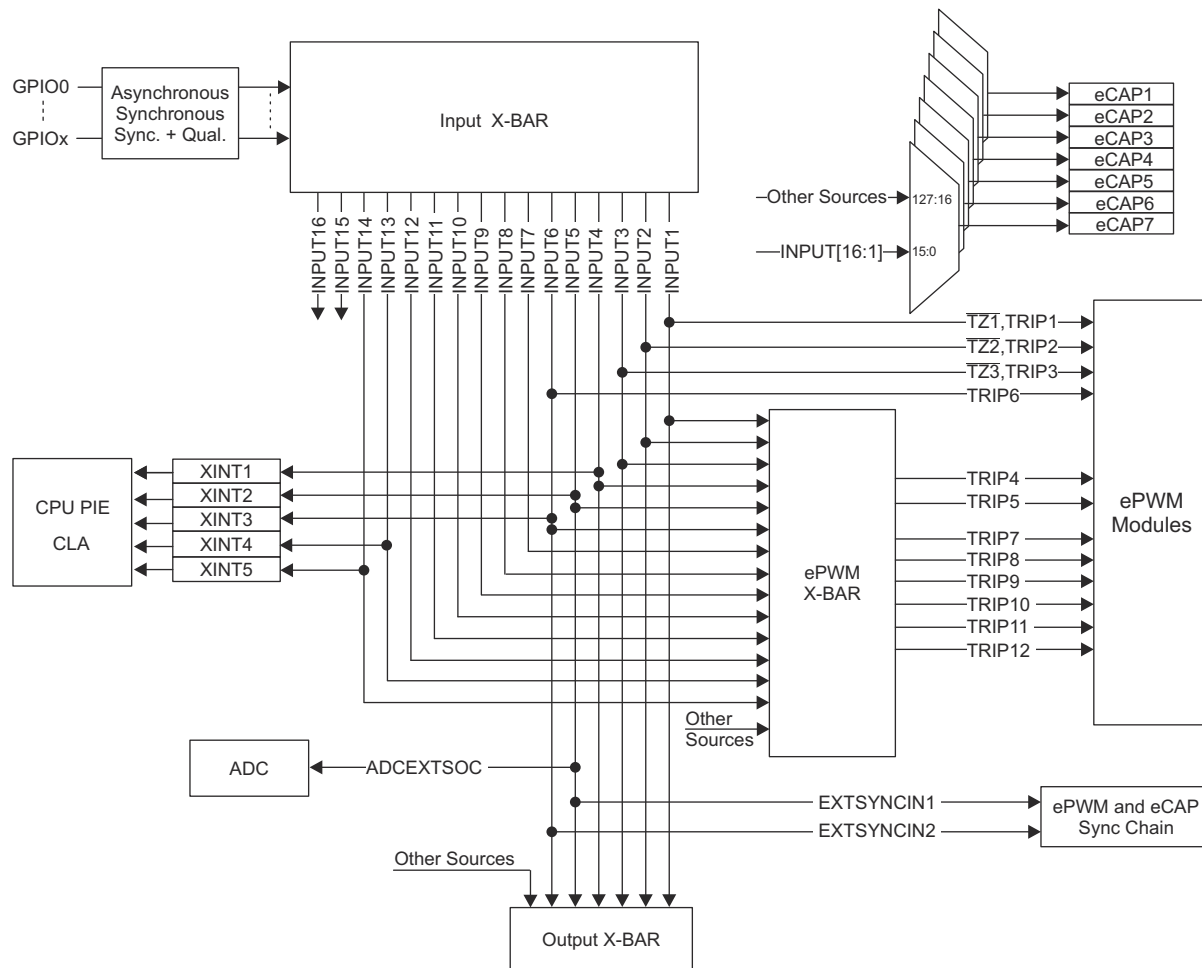 GPIO0
GPIOx
Asynchronous
Synchronous
Sync. + Qual.
Input X-BAR
INPUT16
INPUT15
INPUT14
INPUT13
INPUT12
INPUT11
INPUT10
INPUT9
INPUT8
INPUT7
INPUT6
INPUT5
INPUT4
INPUT3
INPUT2
INPUT1
Other Sources
INPUT[16:1]
127:16
15:0
eCAP1
eCAP2
eCAP3
eCAP4
eCAP5
eCAP6
eCAP7
T̅Z̅1̅,TRIP1
T̅Z̅2̅,TRIP2
T̅Z̅3̅,TRIP3
TRIP6
CPU PIE
CLA
XINT1
XINT2
XINT3
XINT4
XINT5
ePWM
X-BAR
TRIP4
TRIP5
TRIP7
TRIP8
TRIP9
TRIP10
TRIP11
TRIP12
ePWM
Modules
Other
Sources
ADC
ADCEXTSOC
EXTSYNCIN1
EXTSYNCIN2
ePWM and eCAP
Sync Chain
Other Sources
Output X-BAR